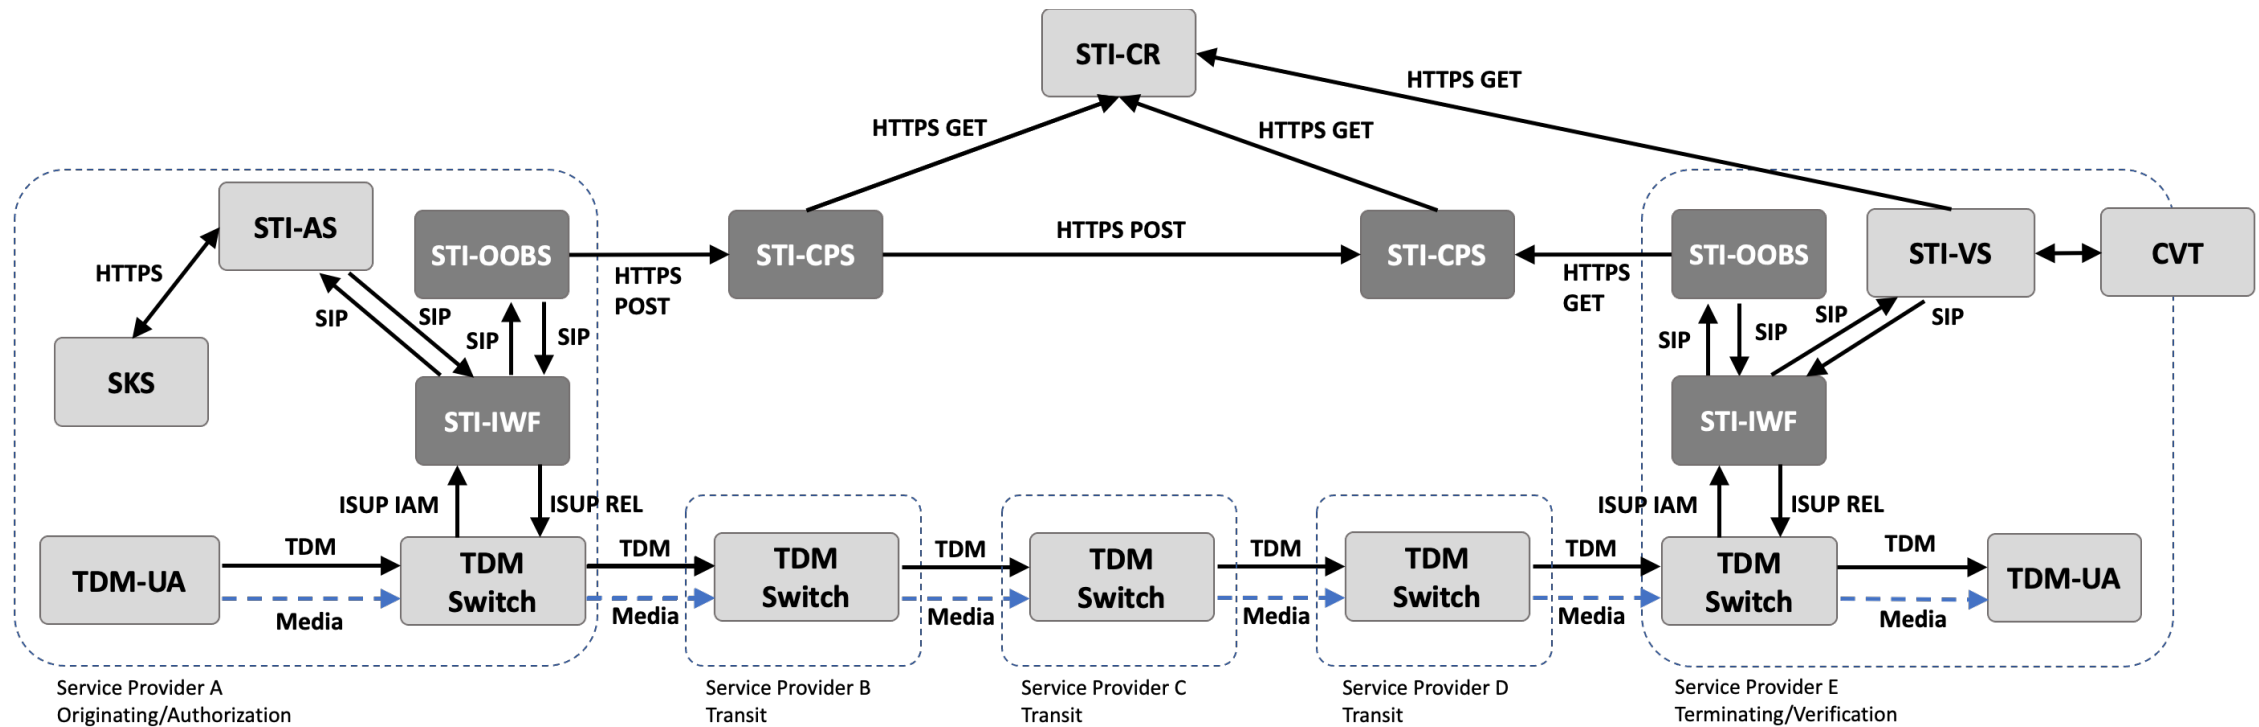 STI-CR
HTTPS GET
HTTPS GET
HTTPS GET
STI-AS
STI-OOBS
STI-CPS
HTTPS POST
STI-CPS
STI-OOBS
STI-VS
CVT
HTTPS
HTTPS
POST
HTTPS
GET
SIP
SIP
SIP
SIP
SIP
SIP
SIP
SIP
SKS
STI-IWF
STI-IWF
ISUP IAM
ISUP REL
ISUP IAM
ISUP REL
TDM-UA
TDM
TDM
Switch
TDM
TDM
Switch
TDM
TDM
Switch
TDM
TDM
Switch
TDM
TDM
Switch
TDM
TDM-UA
Media
Media
Media
Media
Media
Media
Service Provider A
Originating/Authorization
Service Provider B
Transit
Service Provider C
Transit
Service Provider D
Transit
Service Provider E
Terminating/Verification